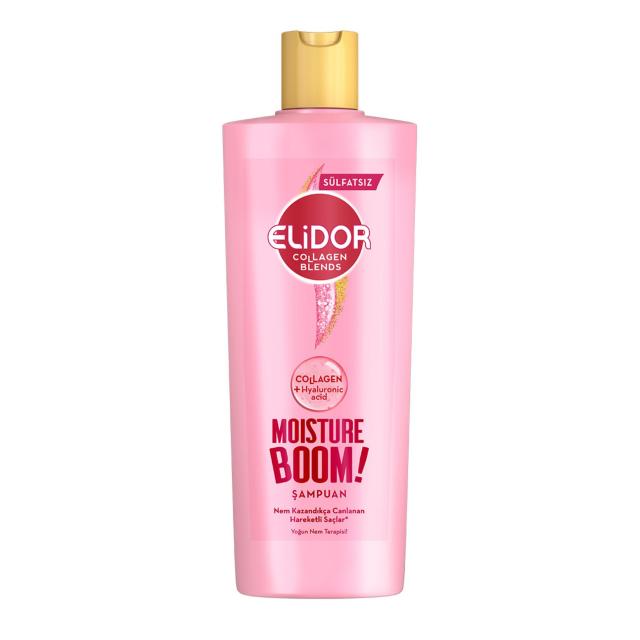 SÜLFATSIZ
ELiDOR
COLLAGEN
BLENDS
COLLAGEN
+Hyaluronic
acid
MOISTURE
BOOM!
ŞAMPUAN
Nem Kazandıkça Canlanan
Hareketli Saçlar*
Yoğun Nem Terapisi!